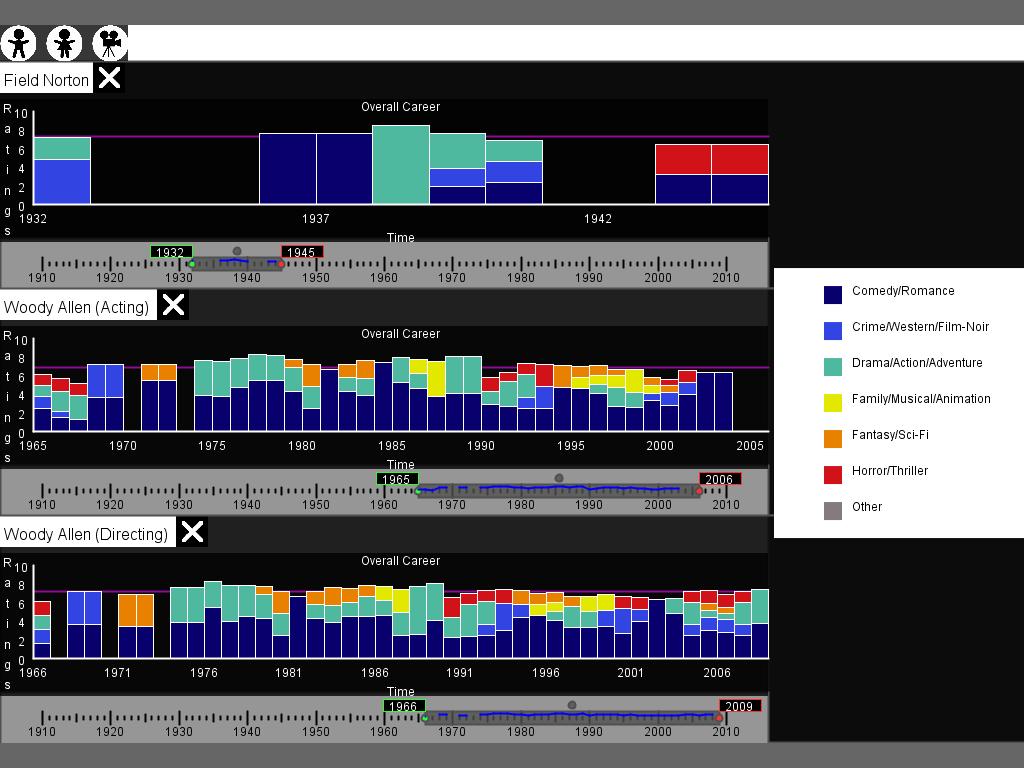 Field Norton
Overall Career
Ratings
10
8
6
4
2
0
1932 1937 1942
Time
1932 1945
1910 1920 1930 1940 1950 1960 1970 1980 1990 2000 2010
Woody Allen (Acting)
Overall Career
Ratings
10
8
6
4
2
0
1965 1970 1975 1980 1985 1990 1995 2000 2005
Time
1965 2006
1910 1920 1930 1940 1950 1960 1970 1980 1990 2000 2010
Woody Allen (Directing)
Overall Career
Ratings
10
8
6
4
2
0
1966 1971 1976 1981 1986 1991 1996 2001 2006
Time
1966 2009
1910 1920 1930 1940 1950 1960 1970 1980 1990 2000 2010
Comedy/Romance
Crime/Western/Film-Noir
Drama/Action/Adventure
Family/Musical/Animation
Fantasy/Sci-Fi
Horror/Thriller
Other